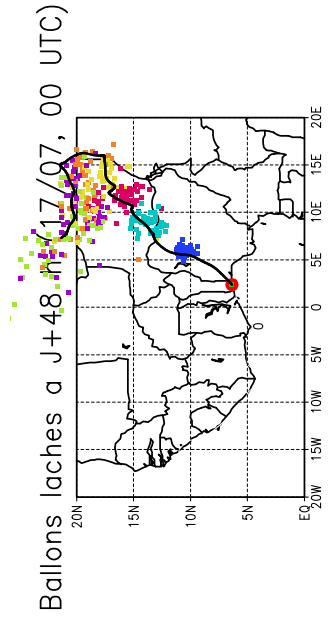 Ballons laches a J+48 17/07, 00 UTC)
20N
15N
10N
5N
EQ
0
20W 15W 10W 5W 0 5E 10E 15E 20E